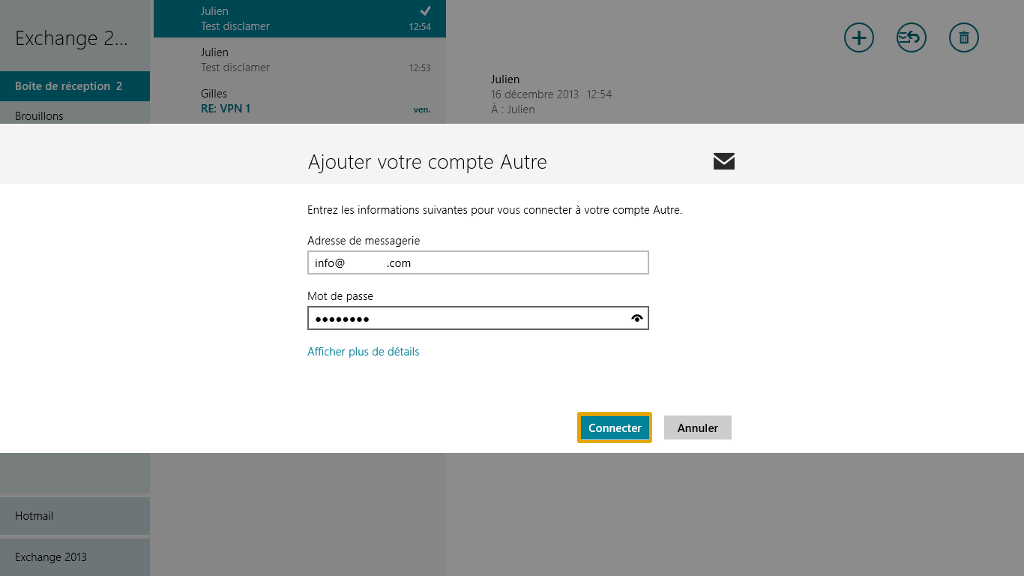 Exchange 2...
Boîte de réception 2
Brouillons
Julien
Test disclamer 12:54
Julien
Test disclamer 12:53
Gilles
RE: VPN 1 ven.
Julien
16 décembre 2013 12:54
À : Julien
Ajouter votre compte Autre
Entrez les informations suivantes pour vous connecter à votre compte Autre.
Adresse de messagerie
info@ .com
Mot de passe
••••••••
Afficher plus de détails
Connecter Annuler
Hotmail
Exchange 2013